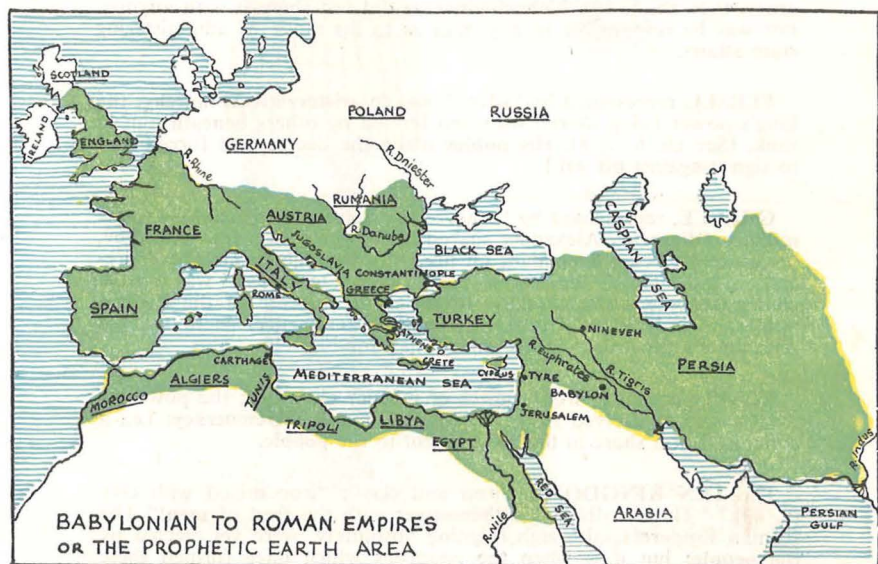 SCOTLAND
IRELAND
ENGLAND
POLAND
RUSSIA
GERMANY
R. Rhine
R. Dniester
RUMANIA
FRANCE
AUSTRIA
R. Danube
JUGOSLAVIA
BLACK SEA
CASPIAN
SEA
ITALY
CONSTANTINOPLE
ROME
GREECE
SPAIN
TURKEY
ATHENS
NINEVEH
CARTHAGE
CRETE
CYPRUS
R. Euphrates
R. Tigris
PERSIA
MEDITERRANEAN SEA
TYRE
BABYLON
ALGIERS
TUNIS
MOROCCO
JERUSALEM
TRIPOLI
LIBYA
EGYPT
R. Indus
RED SEA
R. Nile
ARABIA
PERSIAN
GULF
BABYLONIAN TO ROMAN EMPIRES
OR THE PROPHETIC EARTH AREA